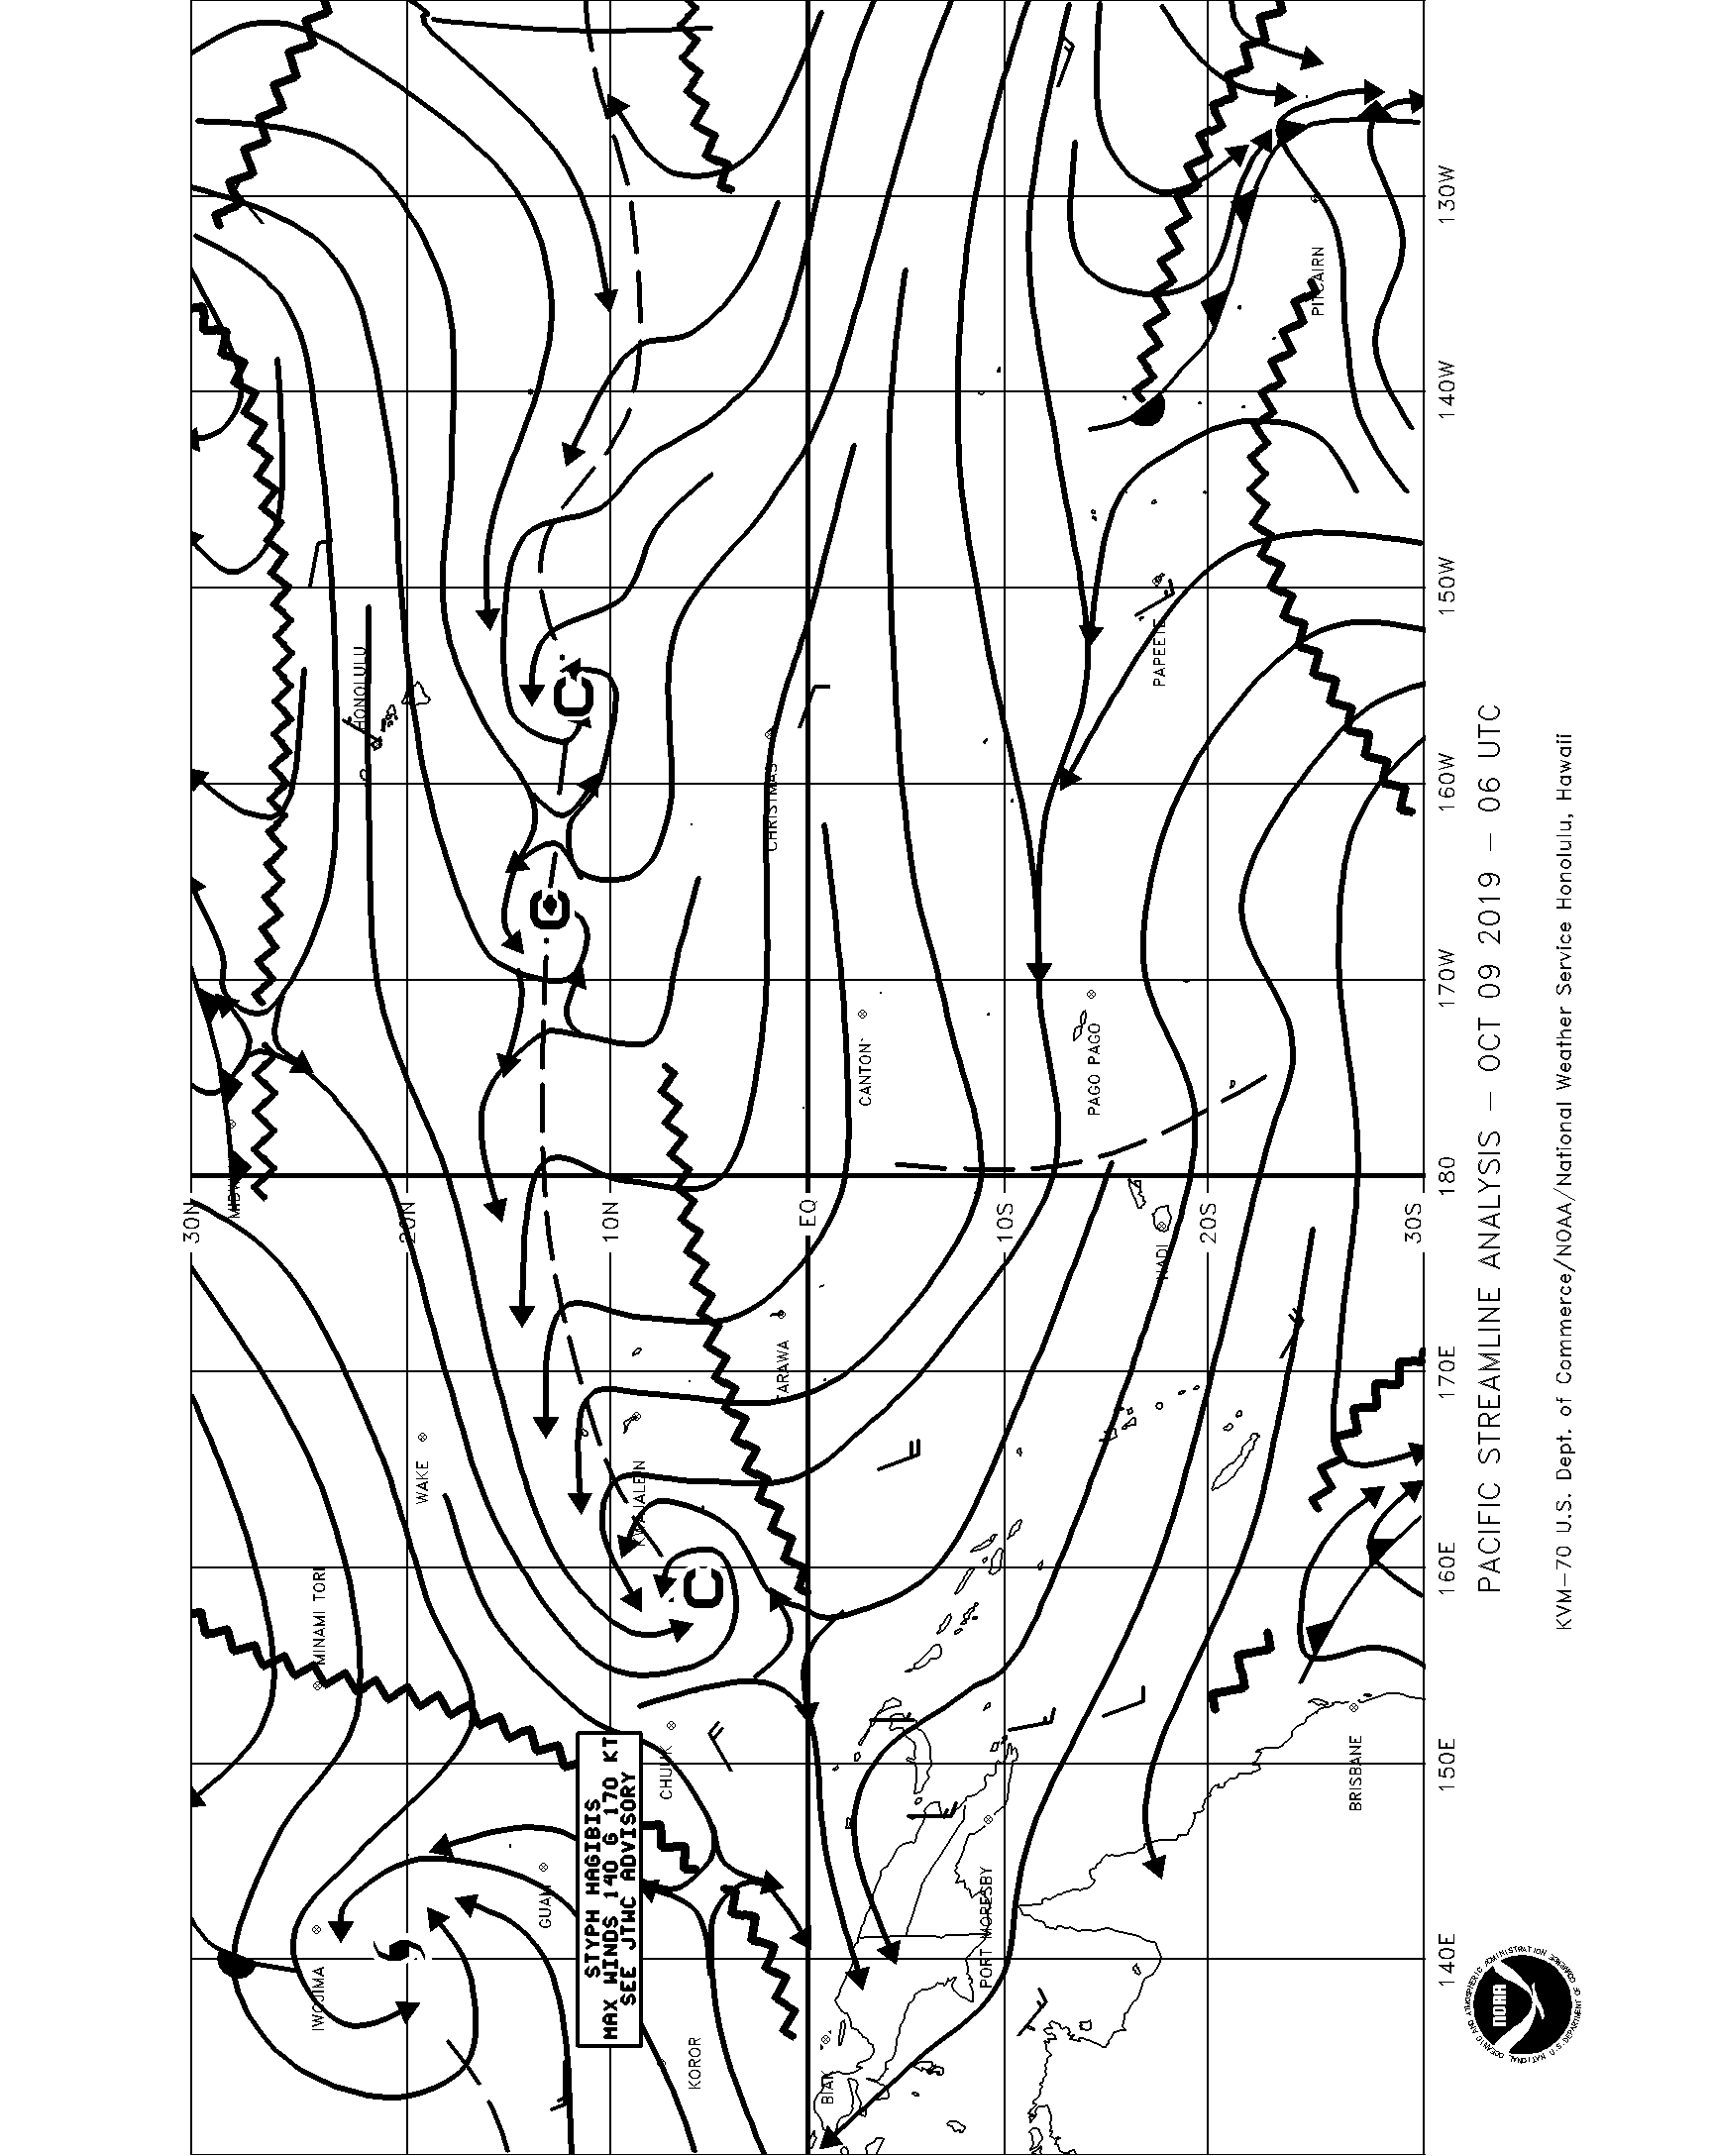 30N
20N
10N
EQ
10S
20S
30S
140E
150E
160E
170E
180
170W
160W
150W
140W
130W
IWOJIMA
MINAMI TORI
WAKE
HONOLULU
GUAM
KOROR
CHUUK
KWAJALEIN
TARAWA
CHRISTMAS
CANTON
BIAK
PORT MORESBY
NADI
PAGO PAGO
PAPEETE
PITCAIRN
BRISBANE
STYPH HAGIBIS
MAX WINDS 140 G 170 KT
SEE JTWC ADVISORY
C
C
C
PACIFIC STREAMLINE ANALYSIS – OCT 09 2019 – 06 UTC
KVM–70 U.S. Dept. of Commerce/NOAA/National Weather Service Honolulu, Hawaii
NOAA
NATIONAL OCEANIC AND ATMOSPHERIC ADMINISTRATION
U.S. DEPARTMENT OF COMMERCE